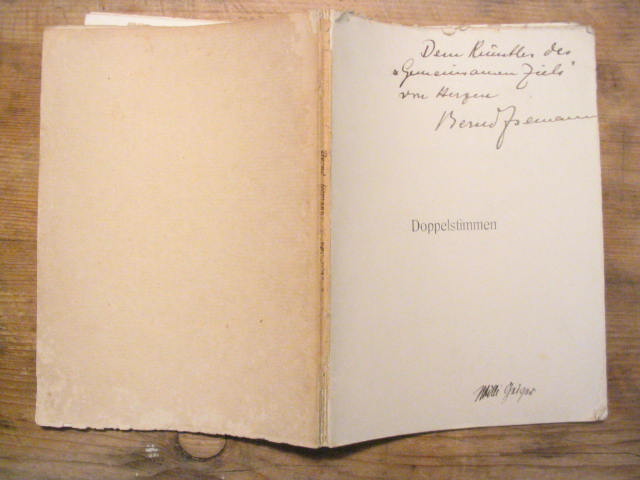 Dem Künstler des
„Gemeinsamen Ziels“
von Herzen
Bernd Isemann
Doppelstimmen
Willi Geiger